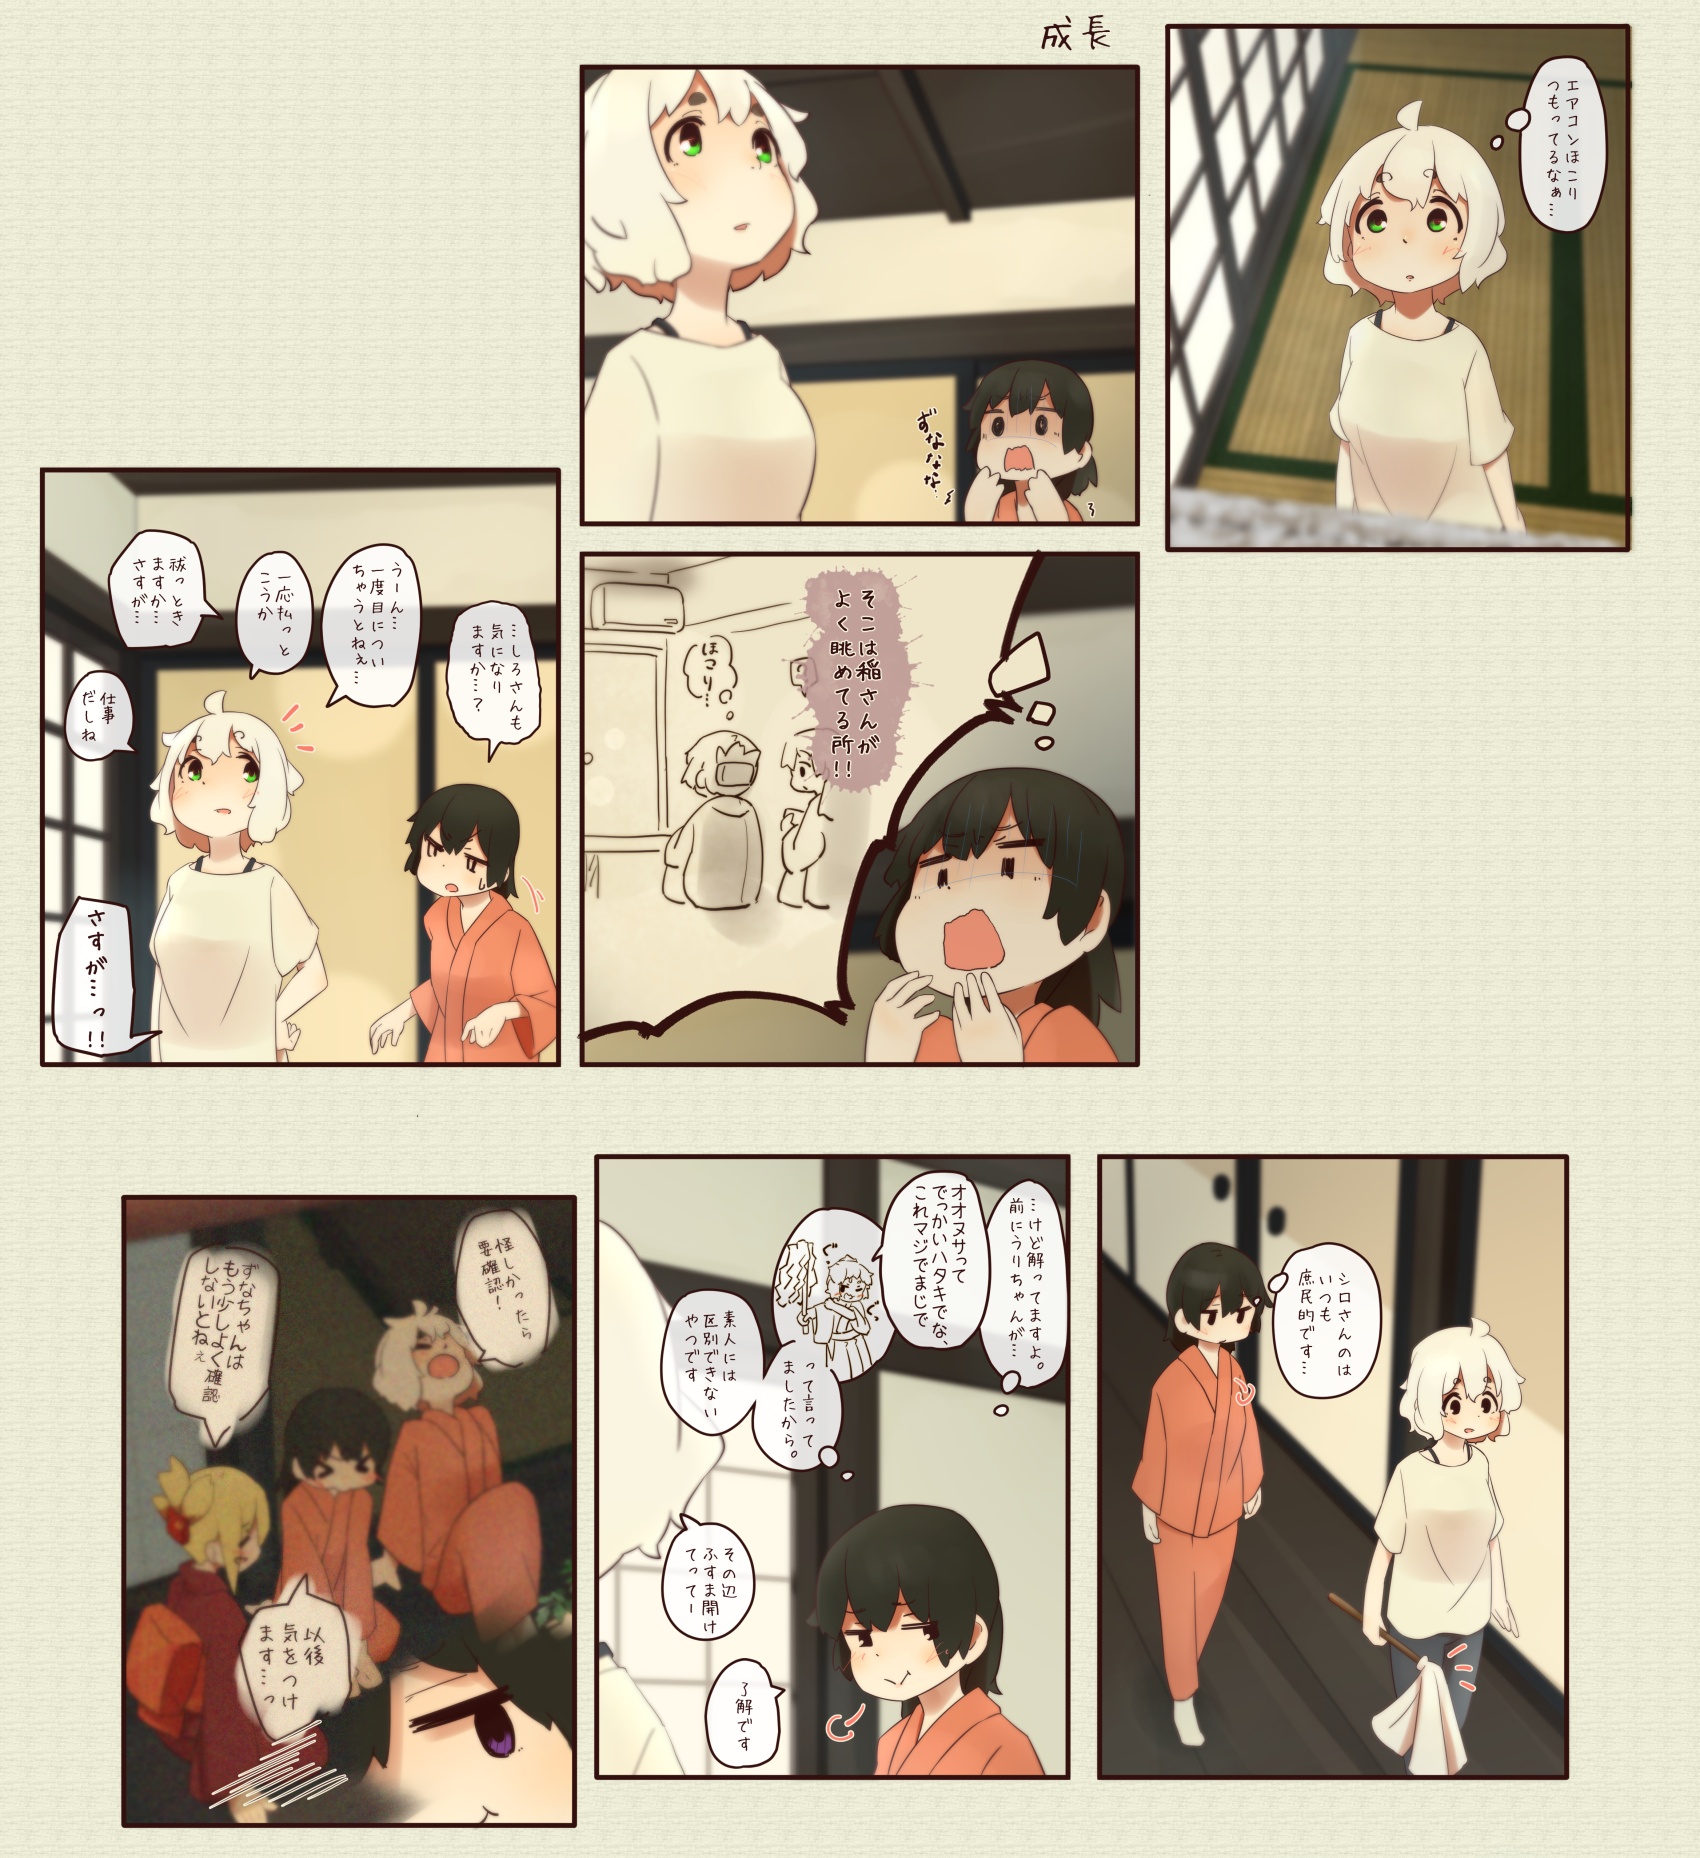 成長
エアコンほこり
つもってるなぁ…
ずなななな…
そこは稲さんが
よく眺めてる所!!
ほこり…
…しろさんも
気になり
ますか…?
うーん…
一度目につい
ちゃうとねぇ…
一応払っと
こうか
祓っとき
ますか…
さすが…
仕事
だしね
さすが…っ!!
シロさんのは
いつも
庶民的です…
…けど解ってますよ。
前にうりちゃんが…
オオヌサって
でっかいハタキでな、
これマジでまじで
って言って
ましたから。
素人には
区別できない
やつです
その辺
ふすま開け
てってー
了解です
怪しかったら
要確認!
ずなちゃんは
もう少しよく確認
しないとねぇ
以後
気をつけ
ます…っ